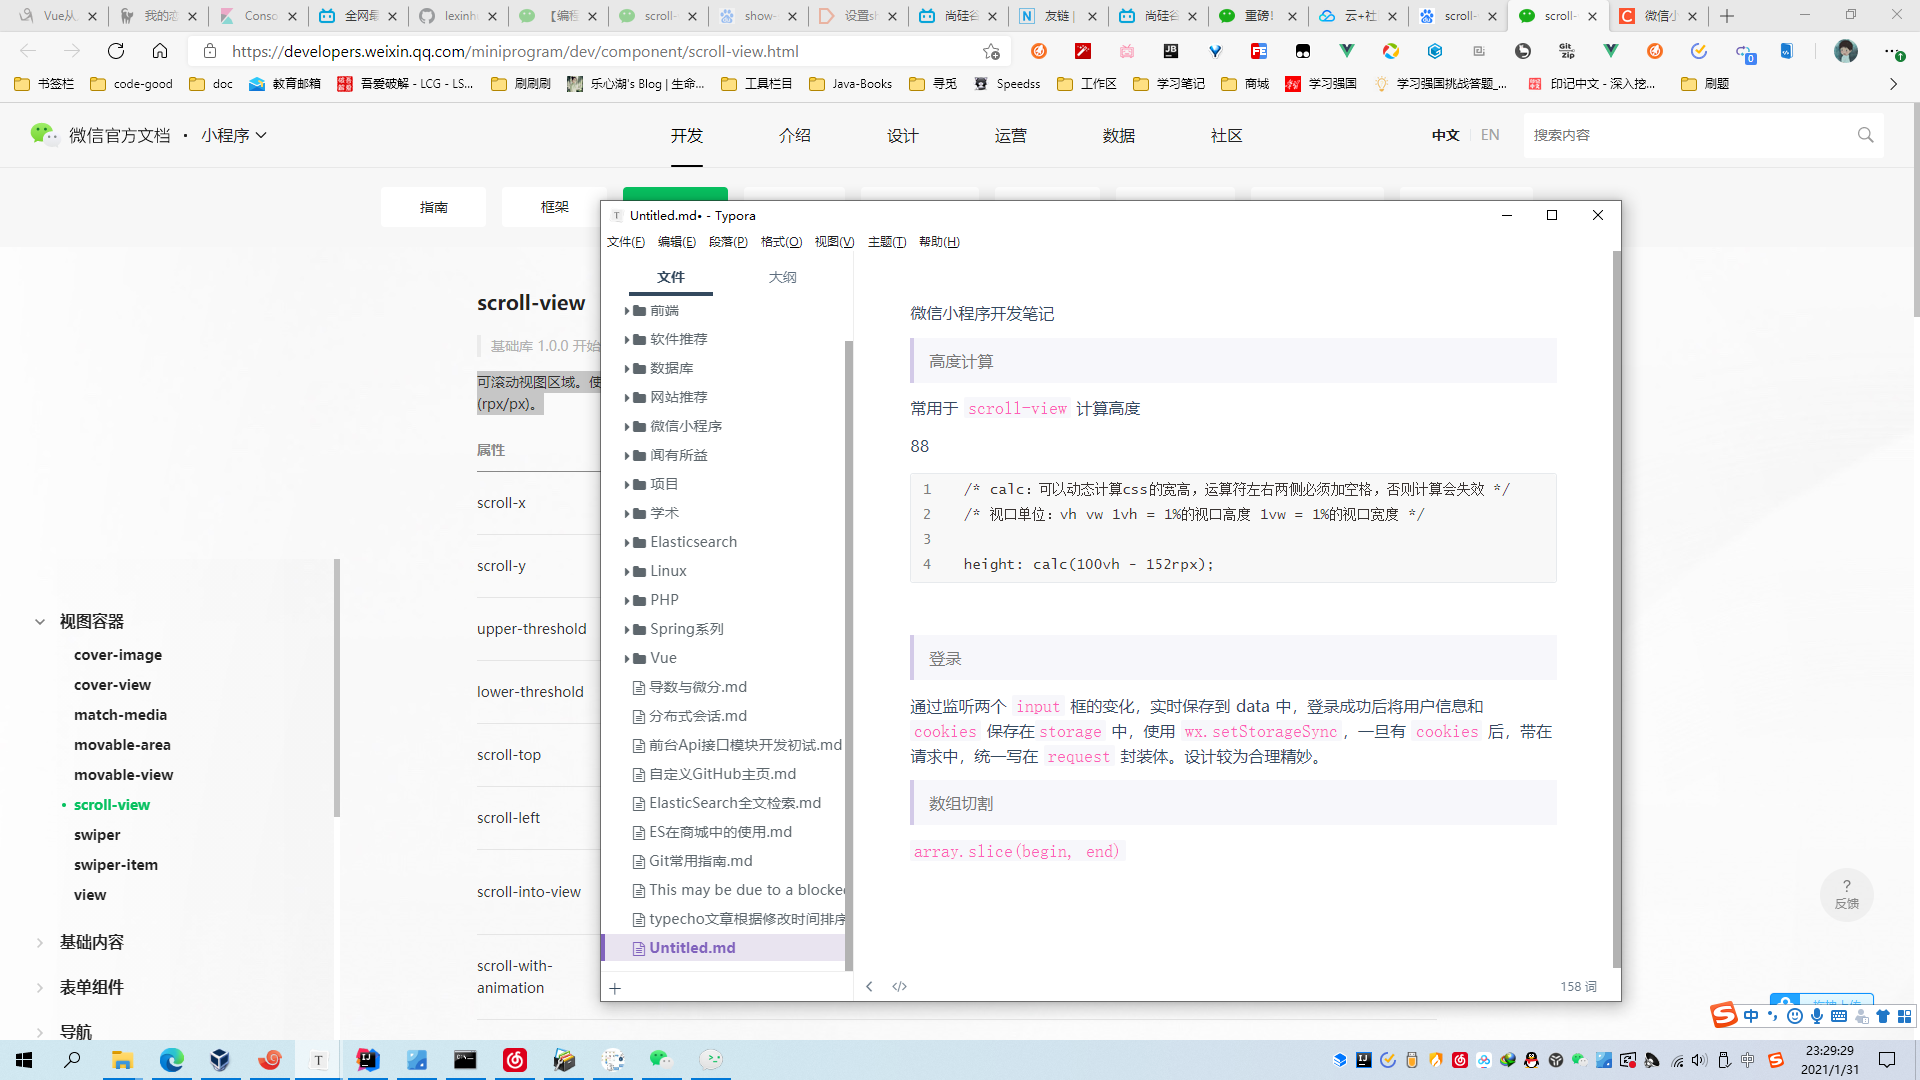 Vue从
我的恋
Conso
全网最
lexinh
【编程
scroll-
show-
设置sh
尚硅谷
友链 |
尚硅谷
重磅!
云+社
scroll-
scroll-
微信小
https://developers.weixin.qq.com/miniprogram/dev/component/scroll-view.html
书签栏
code-good
doc
教育邮箱
吾爱破解 - LCG - LS...
刷刷刷
乐心湖's Blog | 生命...
工具栏目
Java-Books
寻觅
Speedss
工作区
学习笔记
商城
学习强国
学习强国挑战答题_...
印记中文 - 深入挖...
刷题
微信官方文档 · 小程序
开发
介绍
设计
运营
数据
社区
中文
EN
搜索内容
指南
框架
scroll-view
基础库 1.0.0 开始
可滚动视图区域。使
(rpx/px)。
属性
scroll-x
scroll-y
upper-threshold
lower-threshold
scroll-top
scroll-left
scroll-into-view
scroll-with-
animation
视图容器
cover-image
cover-view
match-media
movable-area
movable-view
scroll-view
swiper
swiper-item
view
基础内容
表单组件
导航
Untitled.md• - Typora
文件(F)
编辑(E)
段落(P)
格式(O)
视图(V)
主题(T)
帮助(H)
文件
大纲
前端
软件推荐
数据库
网站推荐
微信小程序
闻有所益
项目
学术
Elasticsearch
Linux
PHP
Spring系列
Vue
导数与微分.md
分布式会话.md
前台Api接口模块开发初试.md
自定义GitHub主页.md
ElasticSearch全文检索.md
ES在商城中的使用.md
Git常用指南.md
This may be due to a blocke
typecho文章根据修改时间排序
Untitled.md
微信小程序开发笔记
高度计算
常用于 scroll-view 计算高度
88
1 /* calc：可以动态计算css的宽高，运算符左右两侧必须加空格，否则计算会失效 */
2 /* 视口单位：vh vw 1vh = 1%的视口高度 1vw = 1%的视口宽度 */
3
4 height: calc(100vh - 152rpx);
登录
通过监听两个 input 框的变化，实时保存到 data 中，登录成功后将用户信息和
cookies 保存在 storage 中，使用 wx.setStorageSync ，一旦有 cookies 后，带在
请求中，统一写在 request 封装体。设计较为合理精妙。
数组切割
array.slice(begin, end)
158 词
?
反馈
中
23:29:29
2021/1/31